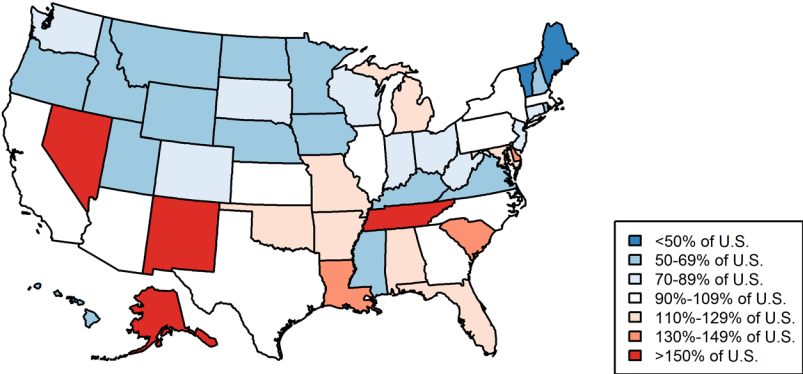 <50% of U.S.
50-69% of U.S.
70-89% of U.S.
90%-109% of U.S.
110%-129% of U.S.
130%-149% of U.S.
>150% of U.S.